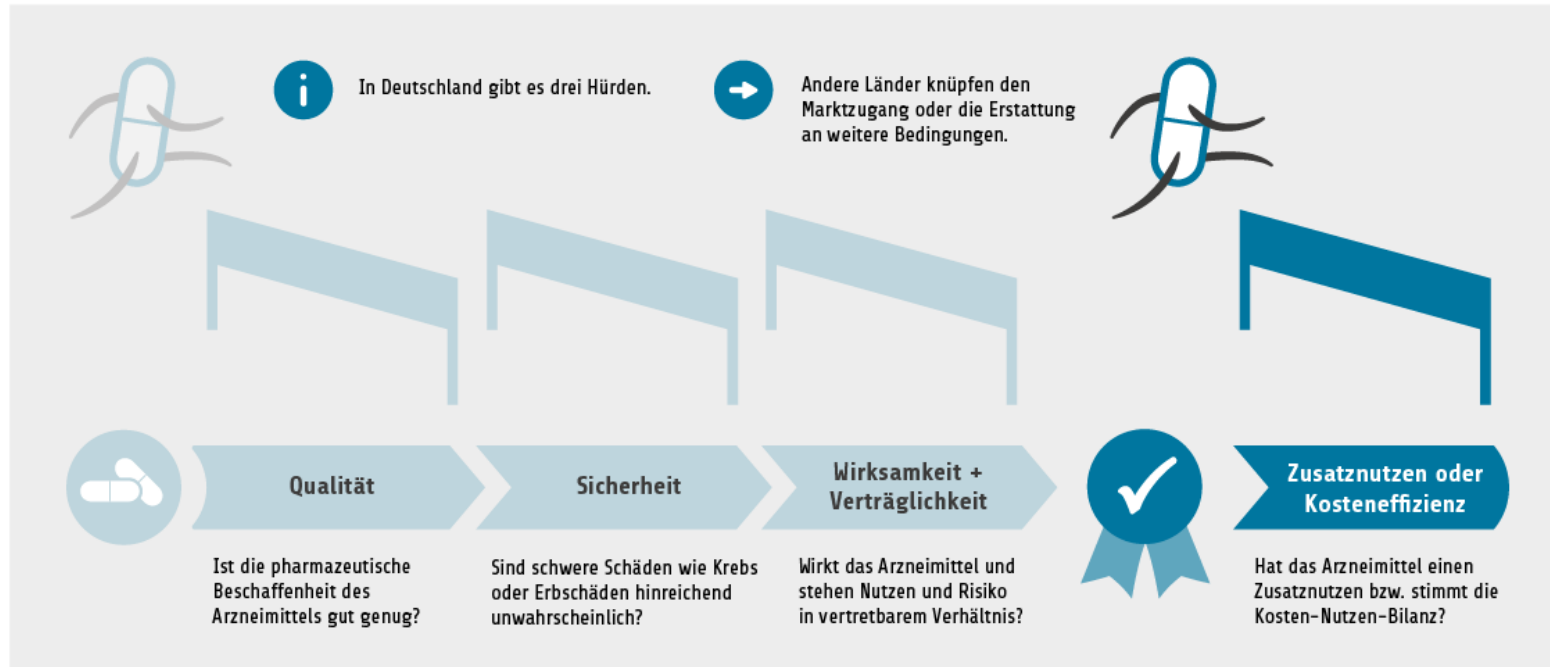 In Deutschland gibt es drei Hürden.
Andere Länder knüpfen den
Marktzugang oder die Erstattung
an weitere Bedingungen.
Qualität
Sicherheit
Wirksamkeit +
Verträglichkeit
Zusatznutzen oder
Kosteneffizienz
Ist die pharmazeutische
Beschaffenheit des
Arzneimittels gut genug?
Sind schwere Schäden wie Krebs
oder Erbschäden hinreichend
unwahrscheinlich?
Wirkt das Arzneimittel und
stehen Nutzen und Risiko
in vertretbarem Verhältnis?
Hat das Arzneimittel einen
Zusatznutzen bzw. stimmt die
Kosten-Nutzen-Bilanz?